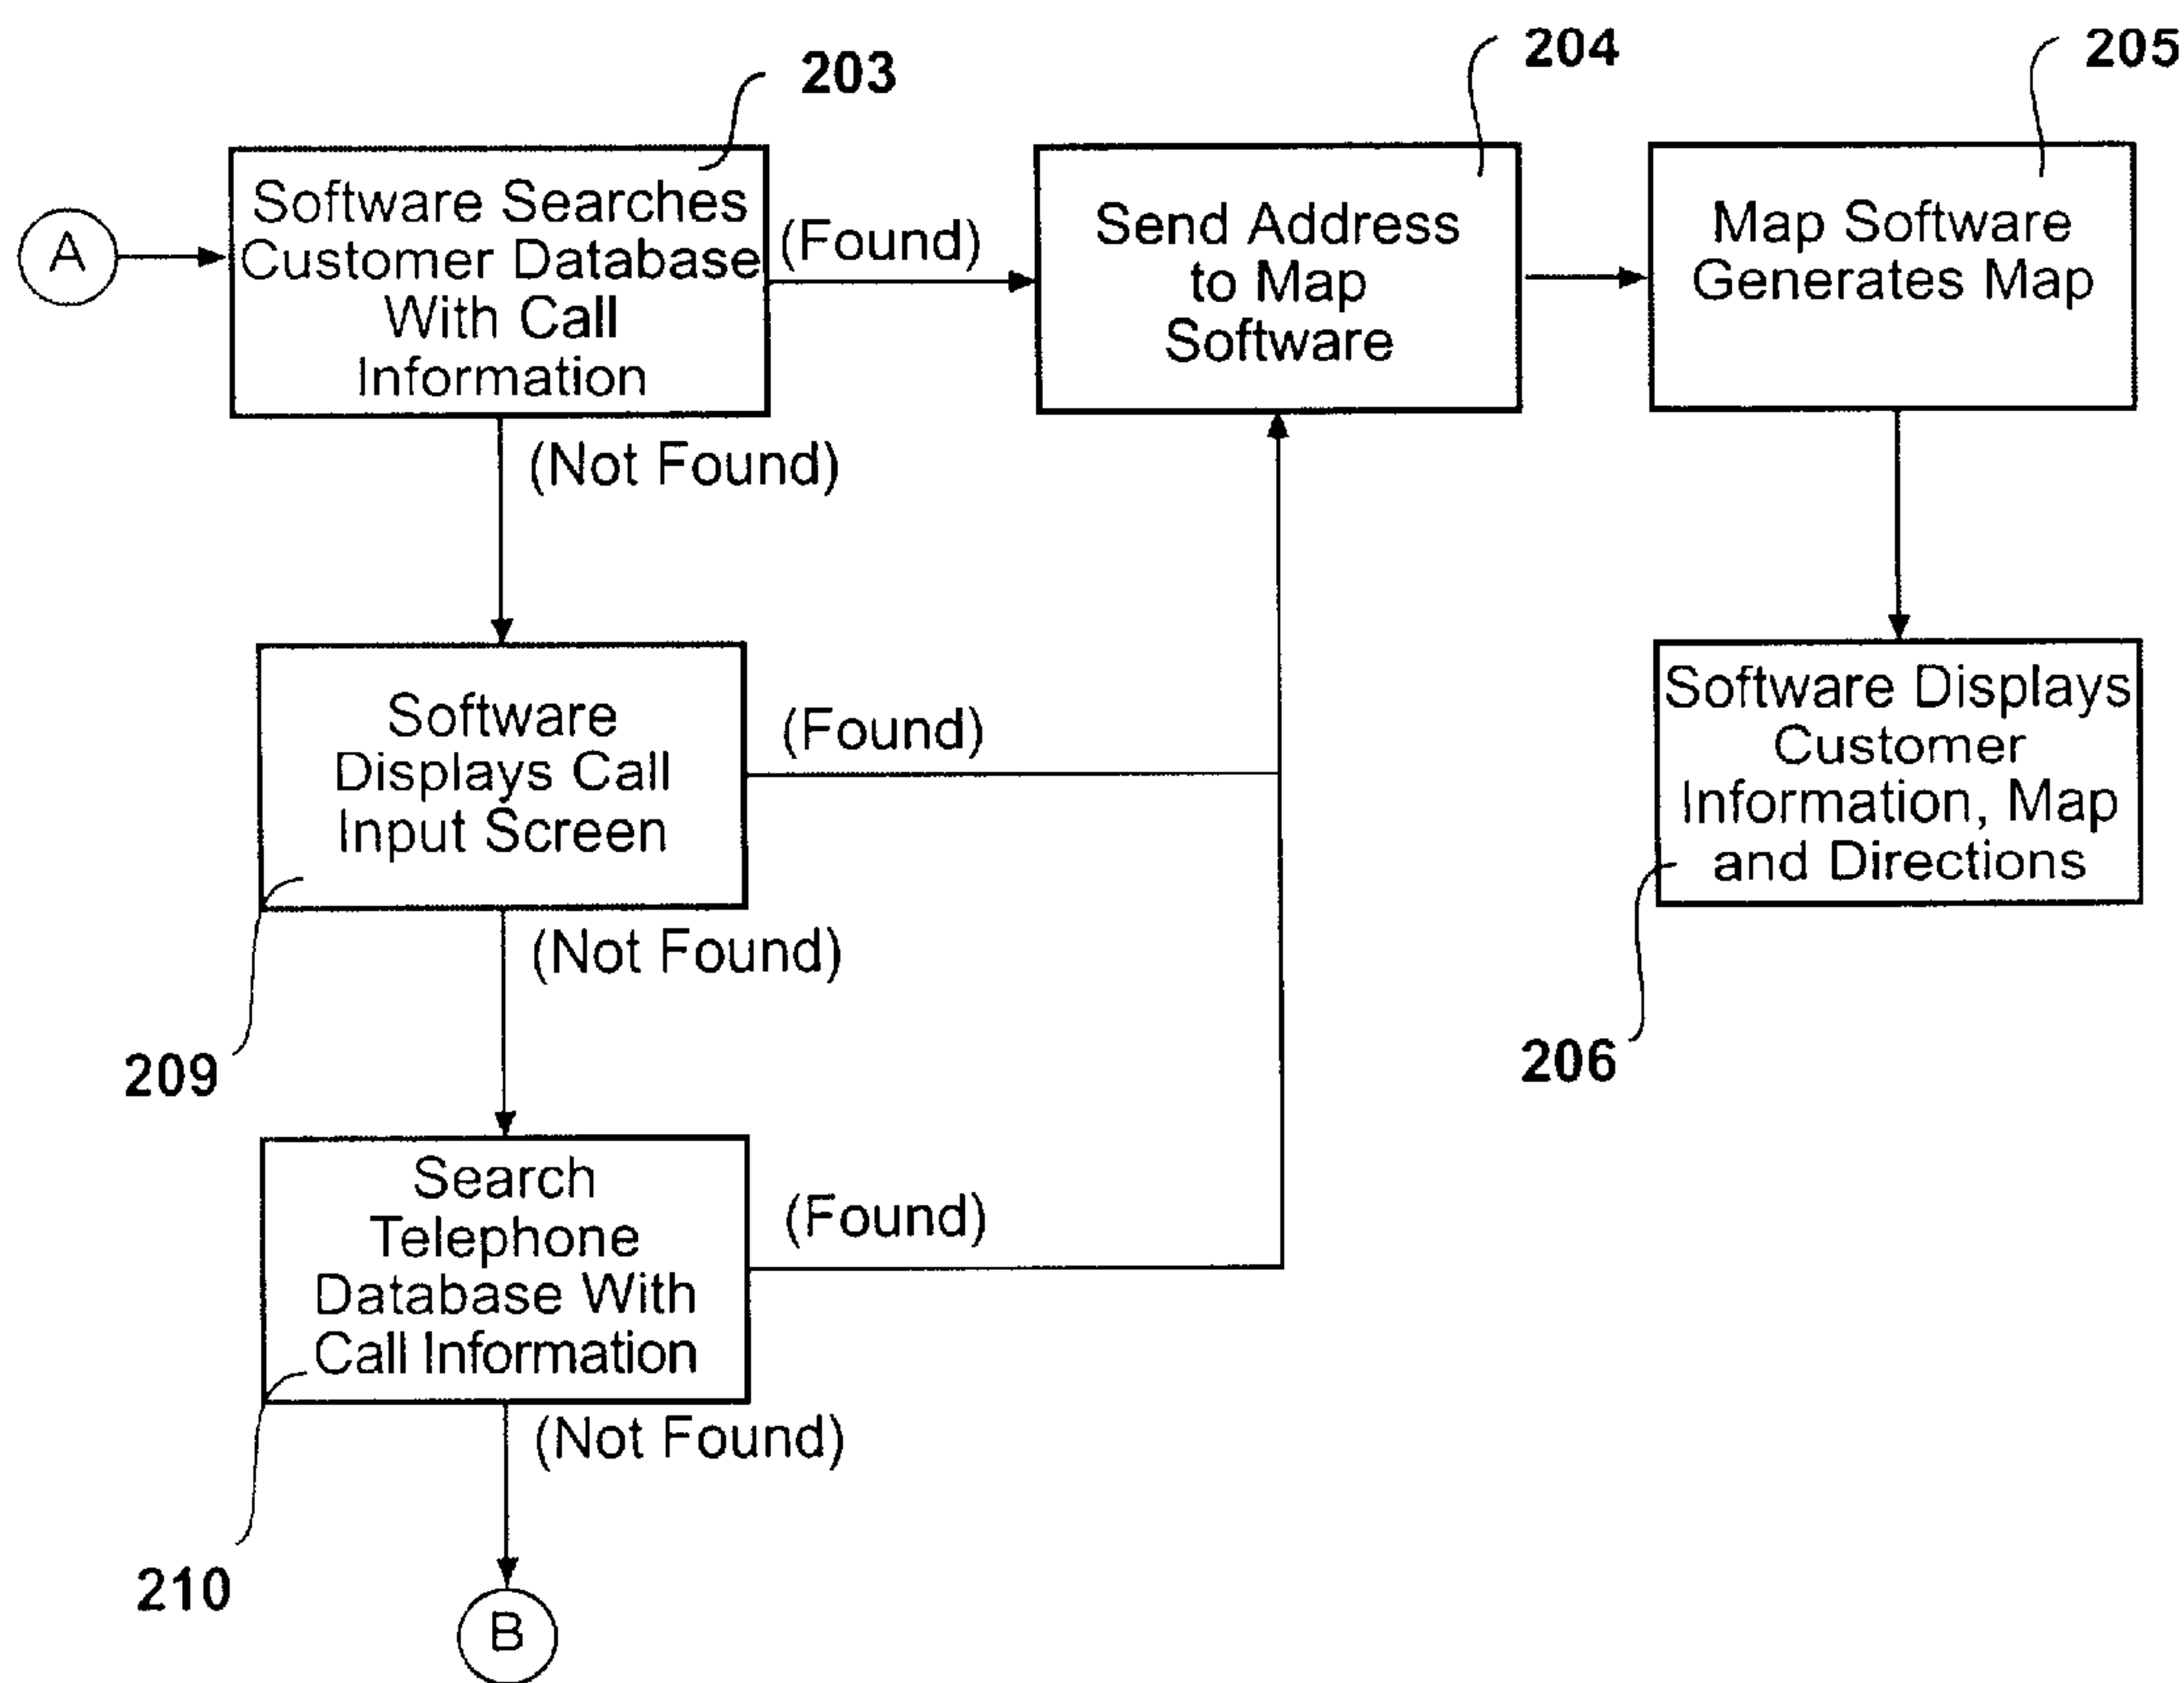 203
204
205
A
Software Searches
Customer Database
With Call
Information
(Found)
Send Address
to Map
Software
Map Software
Generates Map
(Not Found)
Software
Displays Call
Input Screen
(Found)
Software Displays
Customer
Information, Map
and Directions
(Not Found)
209
206
Search
Telephone
Database With
Call Information
(Found)
(Not Found)
210
B